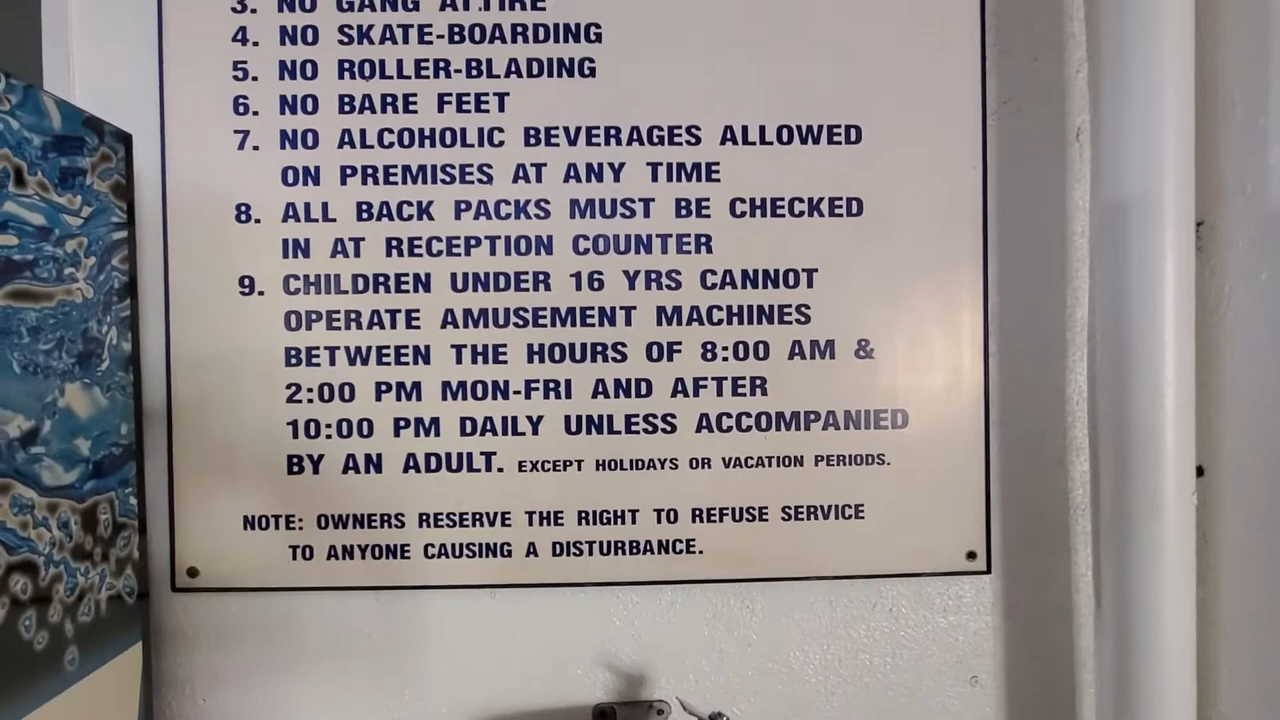 3. NO GANG ATTIRE
4. NO SKATE-BOARDING
5. NO ROLLER-BLADING
6. NO BARE FEET
7. NO ALCOHOLIC BEVERAGES ALLOWED
ON PREMISES AT ANY TIME
8. ALL BACK PACKS MUST BE CHECKED
IN AT RECEPTION COUNTER
9. CHILDREN UNDER 16 YRS CANNOT
OPERATE AMUSEMENT MACHINES
BETWEEN THE HOURS OF 8:00 AM &
2:00 PM MON-FRI AND AFTER
10:00 PM DAILY UNLESS ACCOMPANIED
BY AN ADULT. EXCEPT HOLIDAYS OR VACATION PERIODS.
NOTE: OWNERS RESERVE THE RIGHT TO REFUSE SERVICE
TO ANYONE CAUSING A DISTURBANCE.